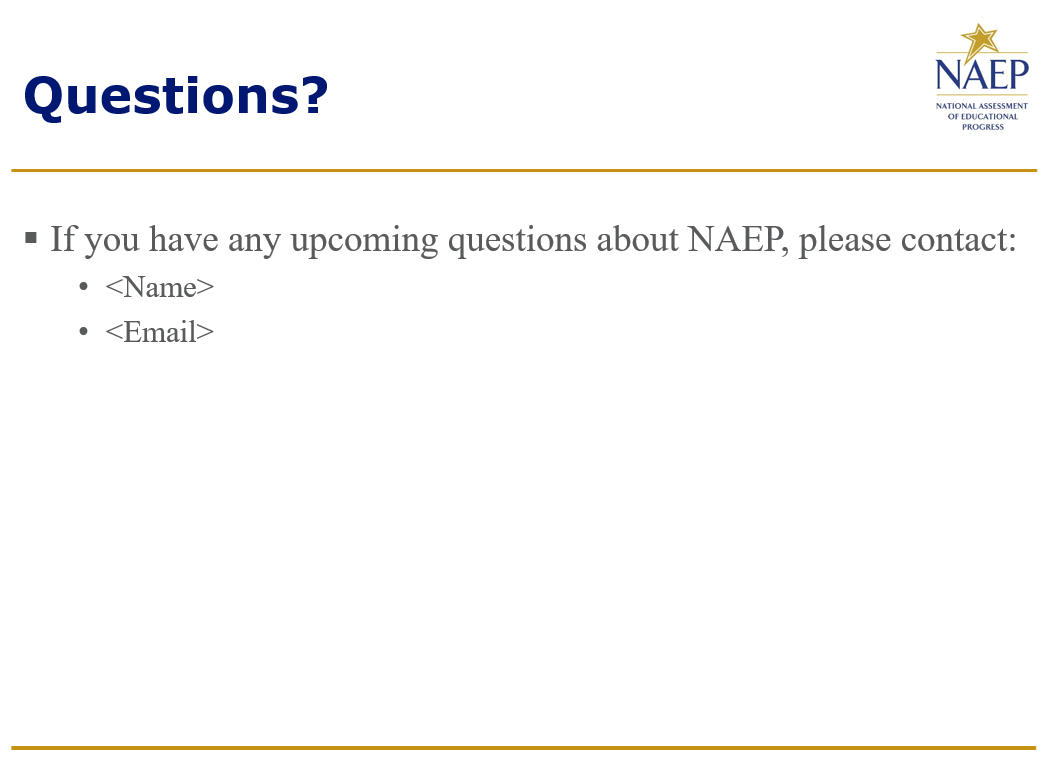 Questions?
NAEP
NATIONAL ASSESSMENT
OF EDUCATIONAL
PROGRESS
▪ If you have any upcoming questions about NAEP, please contact:
• <Name>
• <Email>